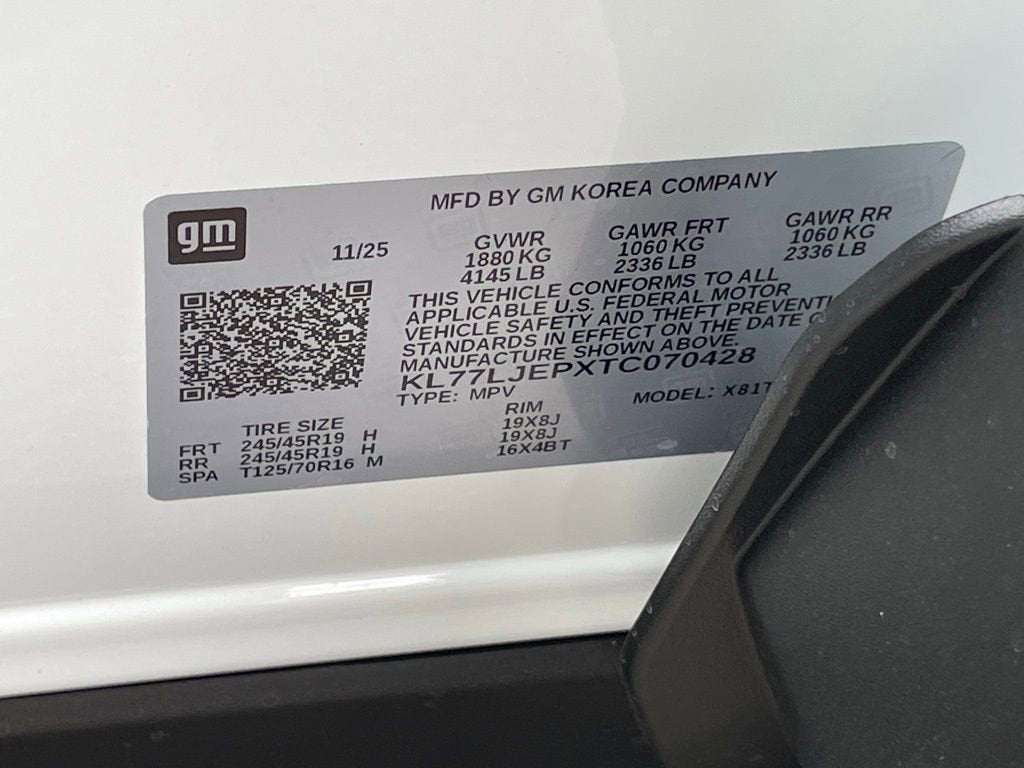 MFD BY GM KOREA COMPANY
gm
11/25
GVWR
1880 KG
4145 LB
GAWR FRT
1060 KG
2336 LB
GAWR RR
1060 KG
2336 LB
THIS VEHICLE CONFORMS TO ALL
APPLICABLE U.S. FEDERAL MOTOR
VEHICLE SAFETY AND THEFT PREVENTI
STANDARDS IN EFFECT ON THE DATE
MANUFACTURE SHOWN ABOVE.
KL77LJEPXTC070428
TYPE: MPV
MODEL: X81T
TIRE SIZE
RIM
FRT 245/45R19 H 19X8J
RR 245/45R19 H 19X8J
SPA T125/70R16 M 16X4BT